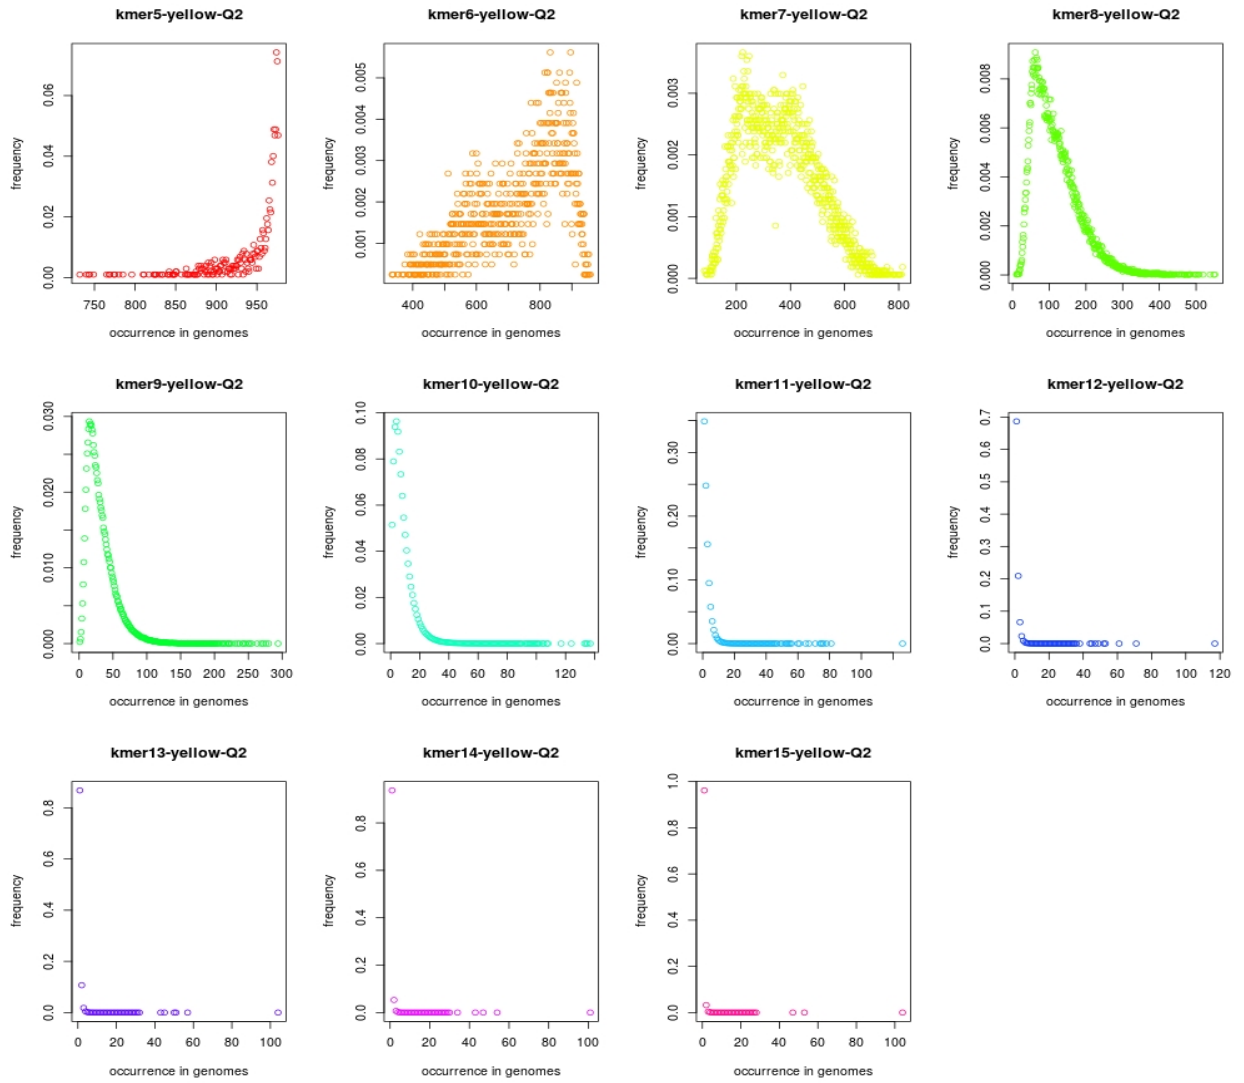 kmer5-yellow-Q2
kmer6-yellow-Q2
kmer7-yellow-Q2
kmer8-yellow-Q2
frequency
0.00 0.02 0.04 0.06
750 800 850 900 950
occurrence in genomes
frequency
0.001 0.002 0.003 0.004 0.005
400 600 800
occurrence in genomes
frequency
0.000 0.001 0.002 0.003
200 400 600 800
occurrence in genomes
frequency
0.000 0.002 0.004 0.006 0.008
0 100 200 300 400 500
occurrence in genomes
kmer9-yellow-Q2
kmer10-yellow-Q2
kmer11-yellow-Q2
kmer12-yellow-Q2
frequency
0.000 0.010 0.020 0.030
0 50 100 150 200 250 300
occurrence in genomes
frequency
0.00 0.02 0.04 0.06 0.08 0.10
0 20 40 60 80 120
occurrence in genomes
frequency
0.00 0.10 0.20 0.30
0 20 40 60 80 100
occurrence in genomes
frequency
0.0 0.1 0.2 0.3 0.4 0.5 0.6 0.7
0 20 40 60 80 100 120
occurrence in genomes
kmer13-yellow-Q2
kmer14-yellow-Q2
kmer15-yellow-Q2
frequency
0.0 0.2 0.4 0.6 0.8
0 20 40 60 80 100
occurrence in genomes
frequency
0.0 0.2 0.4 0.6 0.8
0 20 40 60 80 100
occurrence in genomes
frequency
0.0 0.2 0.4 0.6 0.8 1.0
0 20 40 60 80 100
occurrence in genomes